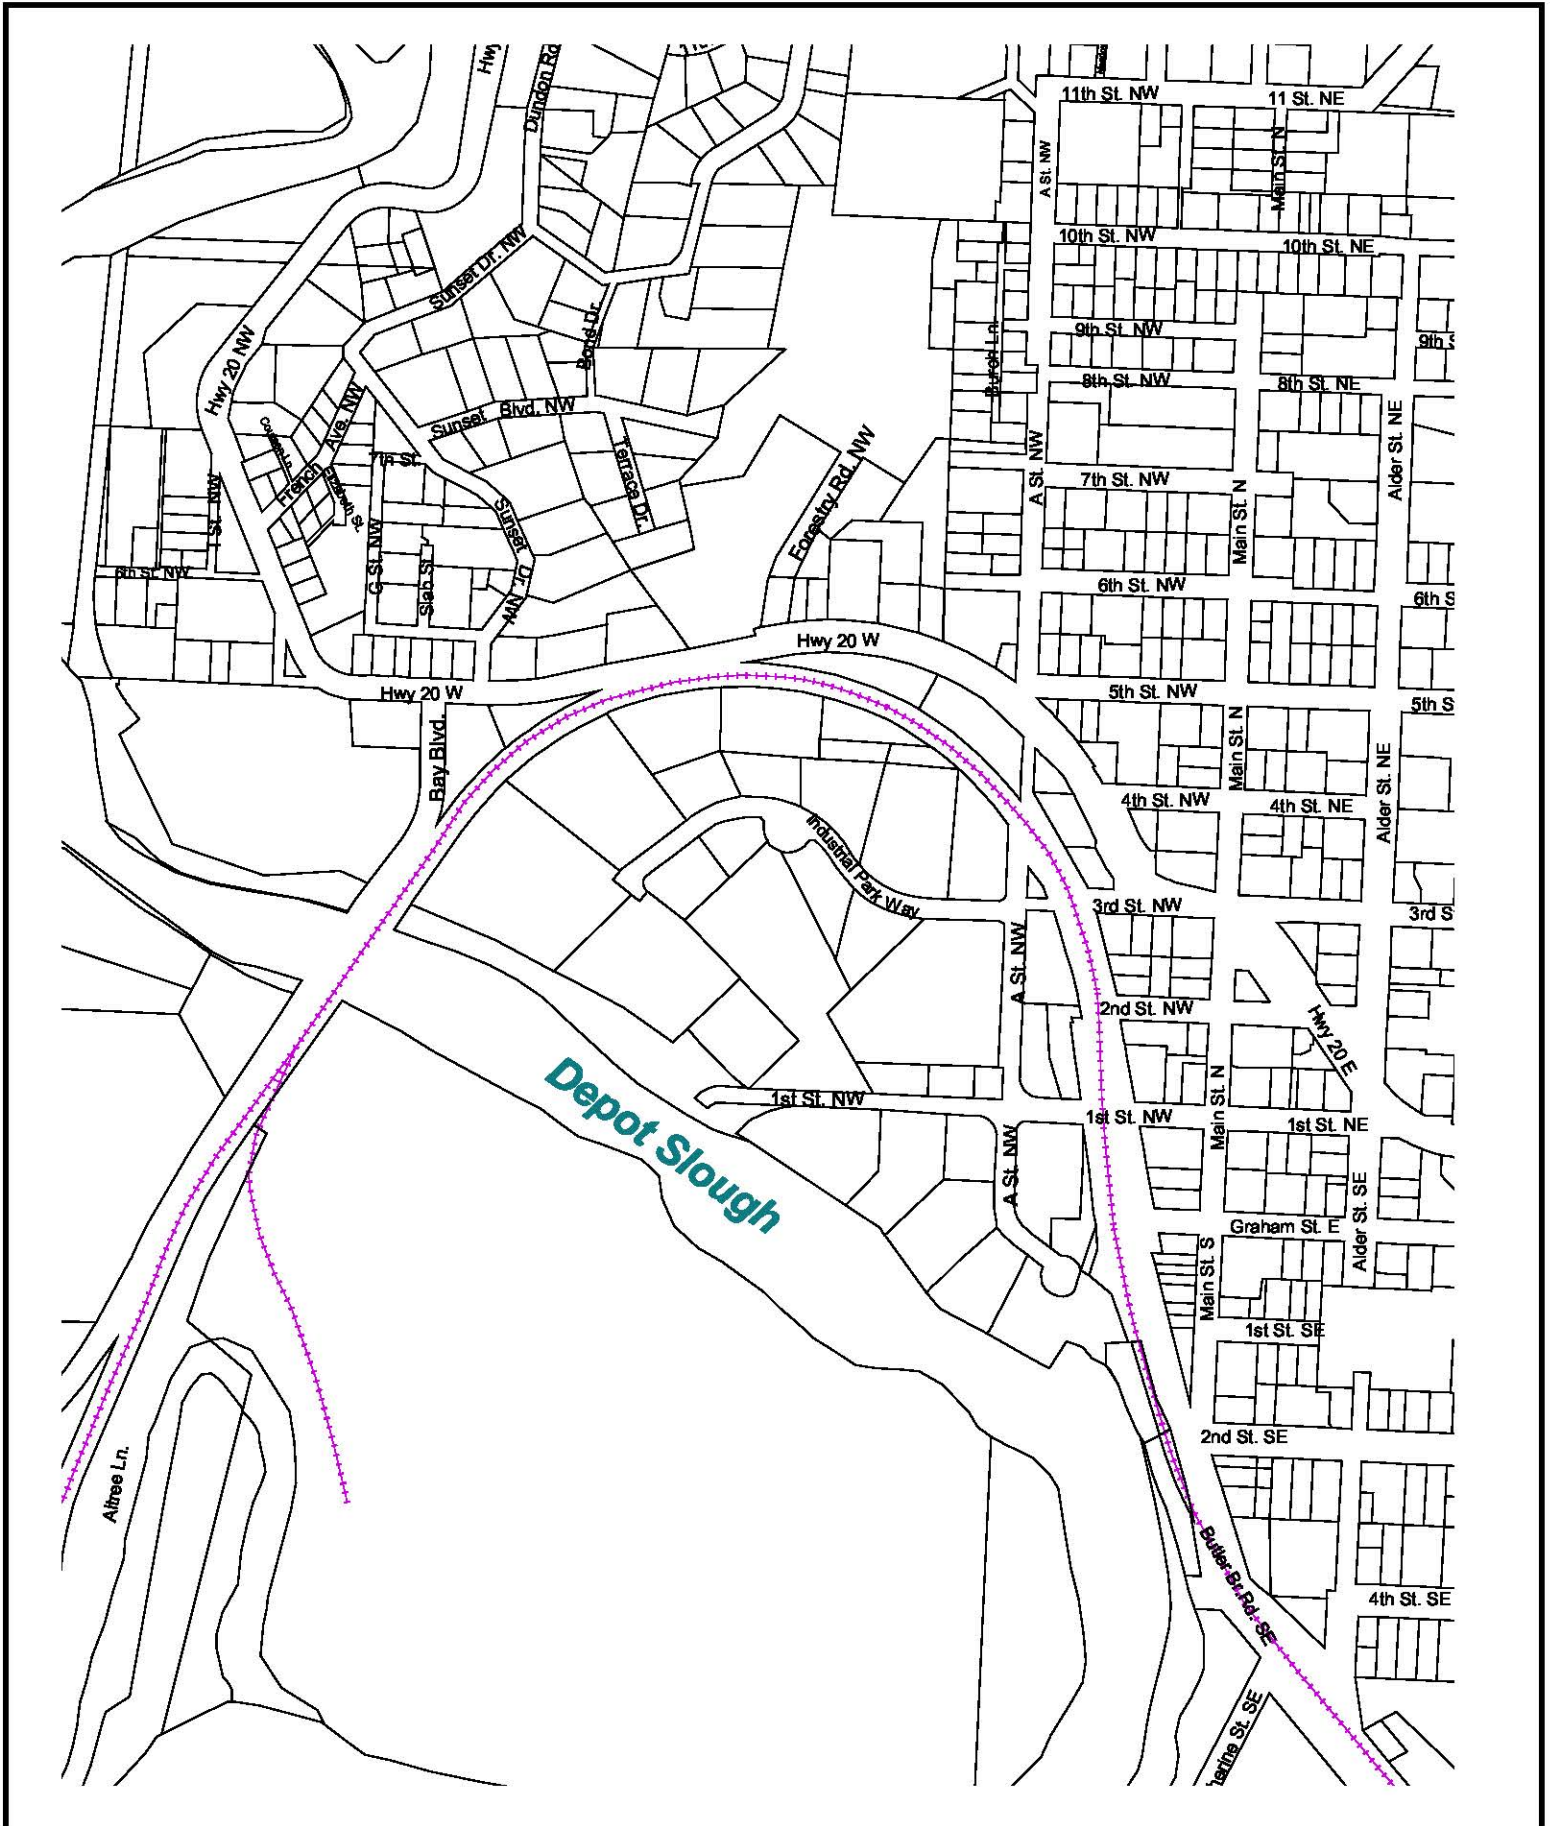 Hwy
Dundon Rd
11th St. NW
11 St. NE
A St. NW
Main St. N
10th St. NW
10th St. NE
Sunset Dr. NW
Bond Dr.
Hwy 20 NW
Burch Ln.
9th St. NW
9th S
8th St. NW
8th St. NE
Ave. NW
Sunset Blvd. NW
French
7th St.
Elizabeth St.
Terrace Dr.
Forestry Rd. NW
A St. NW
7th St. NW
Main St. N
Alder St. NE
I St. NW
G St. NW
Slab St.
Sunset
Dr. NW
6th St. NW
6th St. NW
6th S
Hwy 20 W
Hwy 20 W
5th St. NW
5th S
Bay Blvd.
Main St. N
Alder St. NE
4th St. NW
4th St. NE
Industrial Park Way
3rd St. NW
3rd S
A St. NW
2nd St. NW
Hwy 20 E
Depot Slough
1st St. NW
1st St. NW
Main St. N
1st St. NE
A St. NW
Alder St. SE
Graham St. E
Main St. S
1st St. SE
2nd St. SE
Altree Ln.
Butler Br. Rd. SE
4th St. SE
herine St. SE